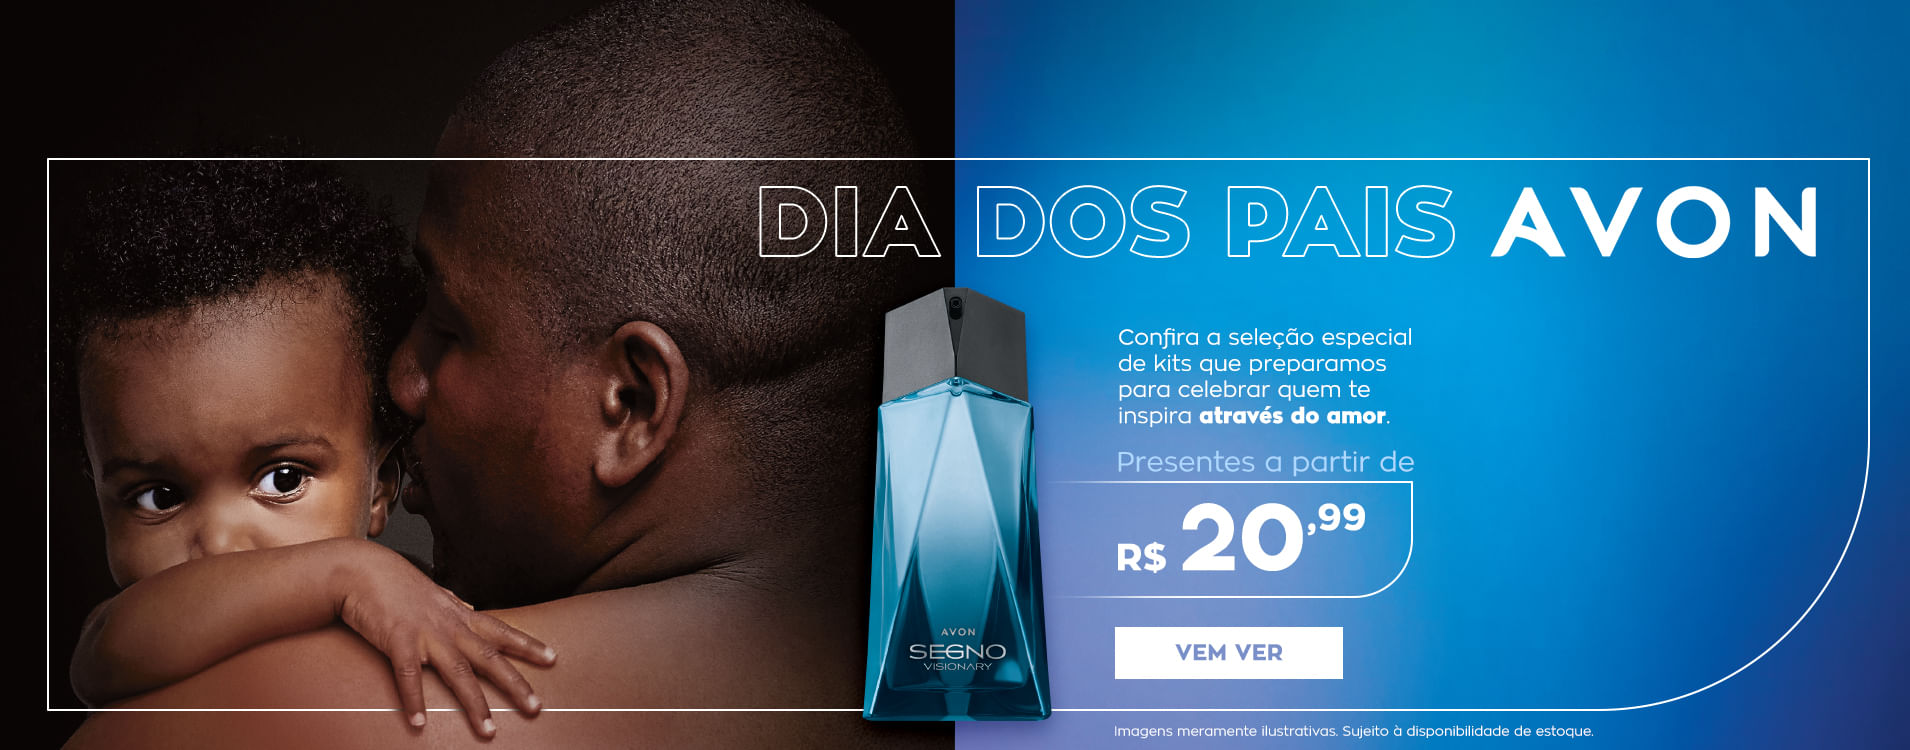 DIA DOS PAIS AVON
Confira a seleção especial
de kits que preparamos
para celebrar quem te
inspira através do amor.
Presentes a partir de
R$ 20,99
VEM VER
AVON
SEGNO
VISIONARY
Imagens meramente ilustrativas. Sujeito à disponibilidade de estoque.